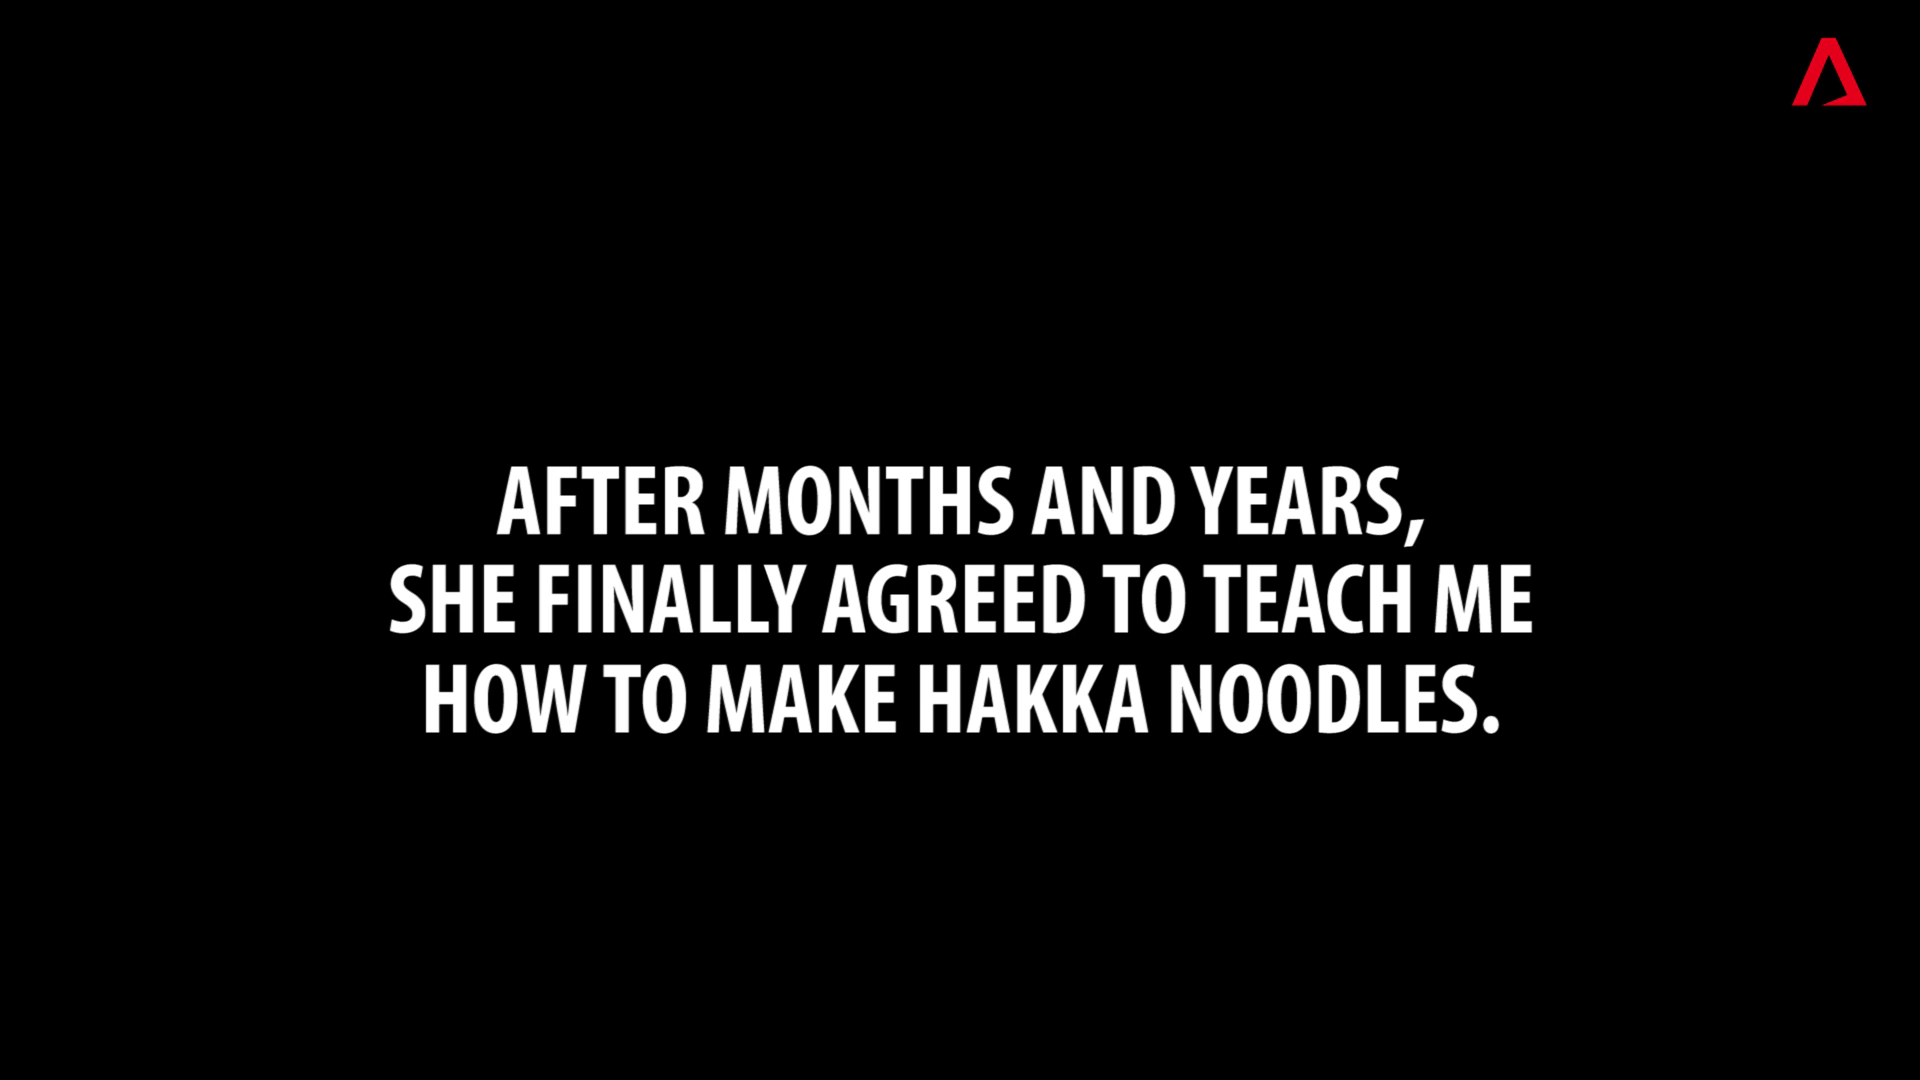 AFTER MONTHS AND YEARS,
SHE FINALLY AGREED TO TEACH ME
HOW TO MAKE HAKKA NOODLES.